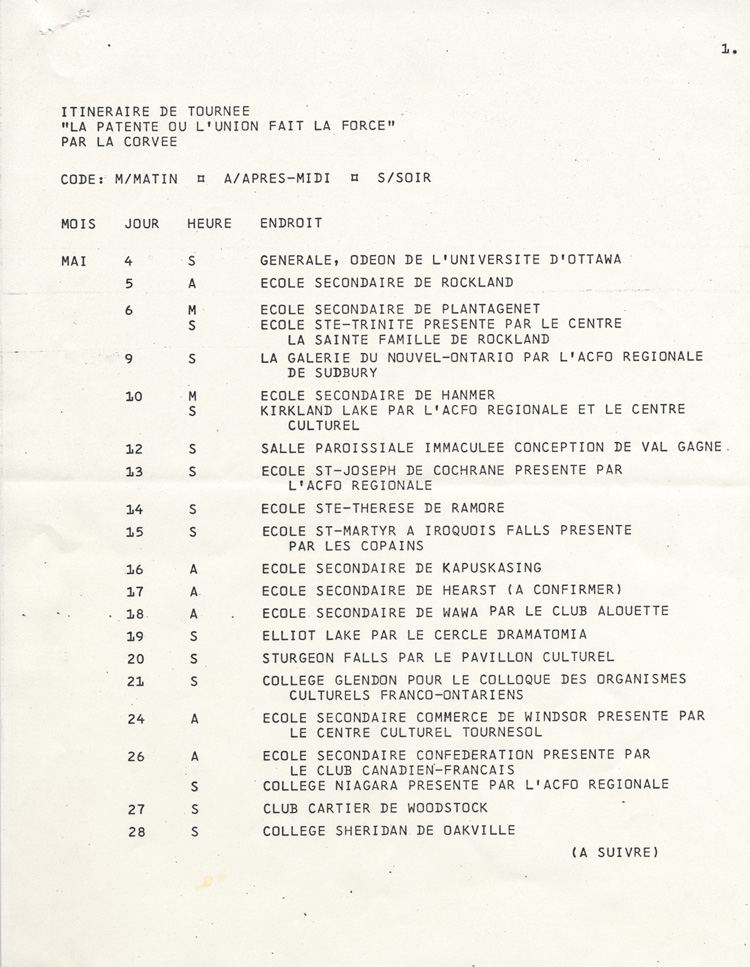 1.
ITINERAIRE DE TOURNEE
"LA PATENTE OU L'UNION FAIT LA FORCE"
PAR LA CORVEE
CODE: M/MATIN ¤ A/APRES-MIDI ¤ S/SOIR
MOIS JOUR HEURE ENDROIT
MAI 4 S GENERALE, ODEON DE L'UNIVERSITE D'OTTAWA
5 A ECOLE SECONDAIRE DE ROCKLAND
6 M ECOLE SECONDAIRE DE PLANTAGENET
S ECOLE STE-TRINITE PRESENTE PAR LE CENTRE
LA SAINTE FAMILLE DE ROCKLAND
9 S LA GALERIE DU NOUVEL-ONTARIO PAR L'ACFO REGIONALE
DE SUDBURY
10 M ECOLE SECONDAIRE DE HANMER
S KIRKLAND LAKE PAR L'ACFO REGIONALE ET LE CENTRE
CULTUREL
12 S SALLE PAROISSIALE IMMACULEE CONCEPTION DE VAL GAGNE.
13 S ECOLE ST-JOSEPH DE COCHRANE PRESENTE PAR
L'ACFO REGIONALE
14 S ECOLE STE-THERESE DE RAMORE
15 S ECOLE ST-MARTYR A IROQUOIS FALLS PRESENTE
PAR LES COPAINS
16 A ECOLE SECONDAIRE DE KAPUSKASING
17 A ECOLE SECONDAIRE DE HEARST (A CONFIRMER)
18 A ECOLE SECONDAIRE DE WAWA PAR LE CLUB ALOUETTE
19 S ELLIOT LAKE PAR LE CERCLE DRAMATOMIA
20 S STURGEON FALLS PAR LE PAVILLON CULTUREL
21 S COLLEGE GLENDON POUR LE COLLOQUE DES ORGANISMES
CULTURELS FRANCO-ONTARIENS
24 A ECOLE SECONDAIRE COMMERCE DE WINDSOR PRESENTE PAR
LE CENTRE CULTUREL TOURNESOL
26 A ECOLE SECONDAIRE CONFEDERATION PRESENTE PAR
LE CLUB CANADIEN-FRANCAIS
S COLLEGE NIAGARA PRESENTE PAR L'ACFO REGIONALE
27 S CLUB CARTIER DE WOODSTOCK
28 S COLLEGE SHERIDAN DE OAKVILLE
(A SUIVRE)